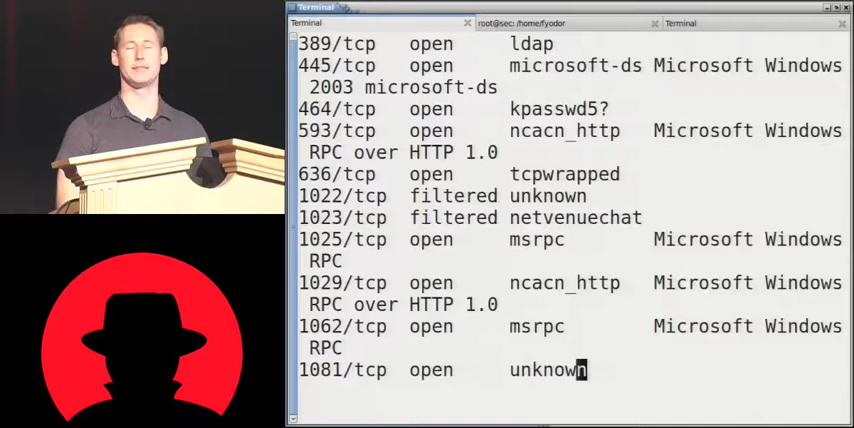 Terminal
Terminal
root@sec: /home/fyodor
Terminal
389/tcp open ldap
445/tcp open microsoft-ds Microsoft Windows
2003 microsoft-ds
464/tcp open kpasswd5?
593/tcp open ncacn_http Microsoft Windows
RPC over HTTP 1.0
636/tcp open tcpwrapped
1022/tcp filtered unknown
1023/tcp filtered netvenuechat
1025/tcp open msrpc Microsoft Windows
RPC
1029/tcp open ncacn_http Microsoft Windows
RPC over HTTP 1.0
1062/tcp open msrpc Microsoft Windows
RPC
1081/tcp open unknown